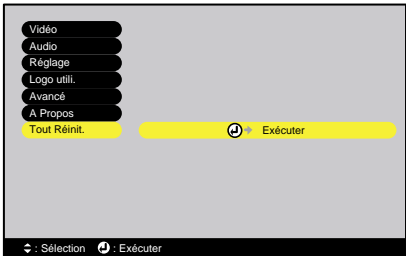 Vidéo
Audio
Réglage
Logo utili.
Avancé
A Propos
Tout Réinit. Exécuter
: Sélection : Exécuter